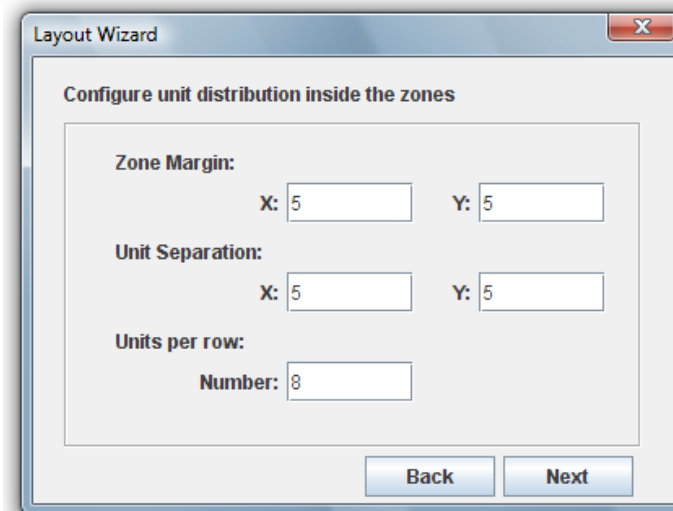 Layout Wizard
Configure unit distribution inside the zones
Zone Margin:
X: 5 Y: 5
Unit Separation:
X: 5 Y: 5
Units per row:
Number: 8
Back Next